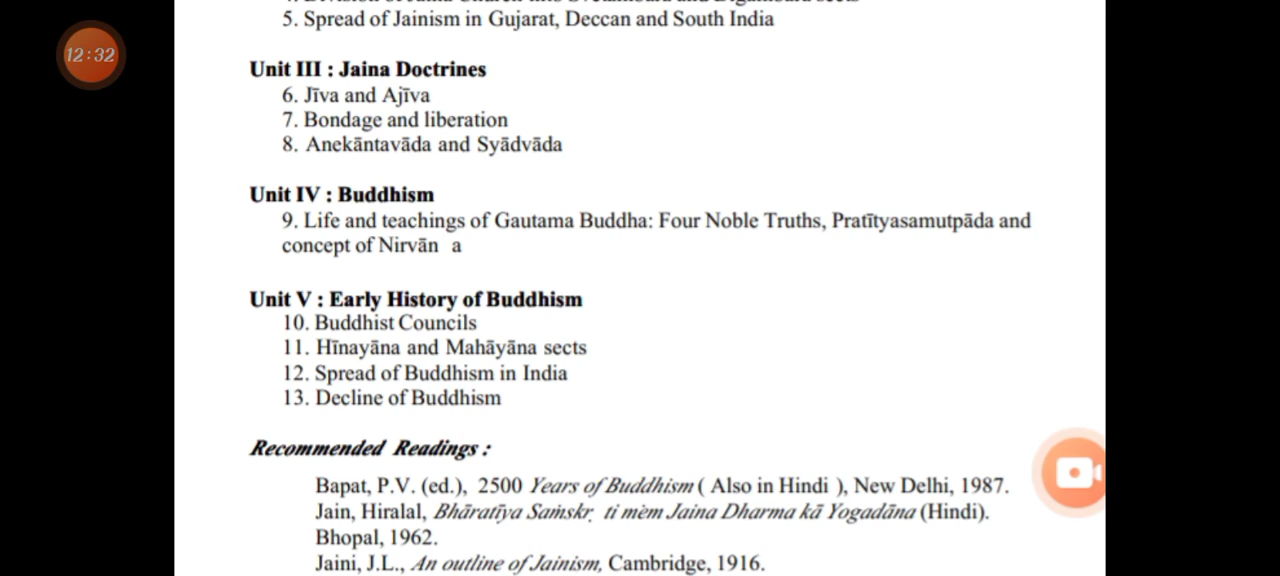 5. Spread of Jainism in Gujarat, Deccan and South India
12:32
Unit III : Jaina Doctrines
6. Jīva and Ajīva
7. Bondage and liberation
8. Anekāntavāda and Syādvāda
Unit IV : Buddhism
9. Life and teachings of Gautama Buddha: Four Noble Truths, Pratītyasamutpāda and
concept of Nirvān a
Unit V : Early History of Buddhism
10. Buddhist Councils
11. Hīnayāna and Mahāyāna sects
12. Spread of Buddhism in India
13. Decline of Buddhism
Recommended Readings :
Bapat, P.V. (ed.), 2500 Years of Buddhism ( Also in Hindi ), New Delhi, 1987.
Jain, Hiralal, Bhāratīya Saṁskṛ ti mėm Jaina Dharma kā Yogadāna (Hindi).
Bhopal, 1962.
Jaini, J.L., An outline of Jainism, Cambridge, 1916.